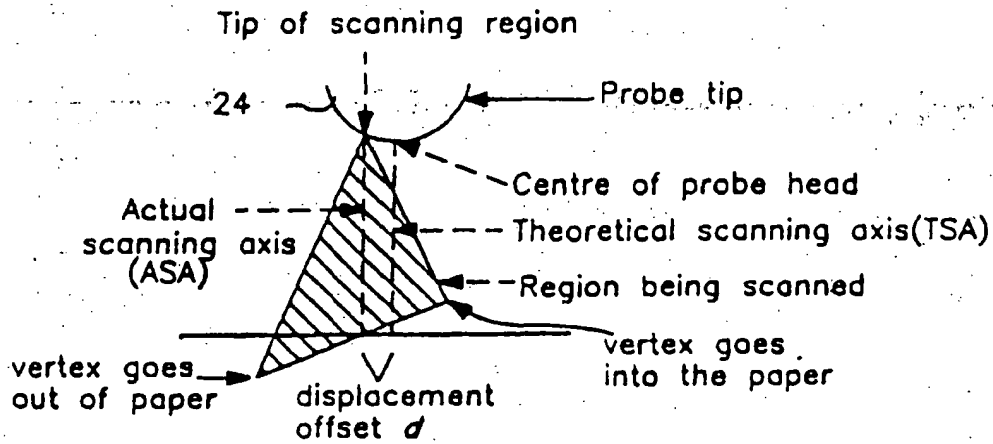 Tip of scanning region
24
Probe tip
Centre of probe head
Actual
scanning axis
(ASA)
Theoretical scanning axis(TSA)
Region being scanned
vertex goes
out of paper
displacement
offset d
vertex goes
into the paper